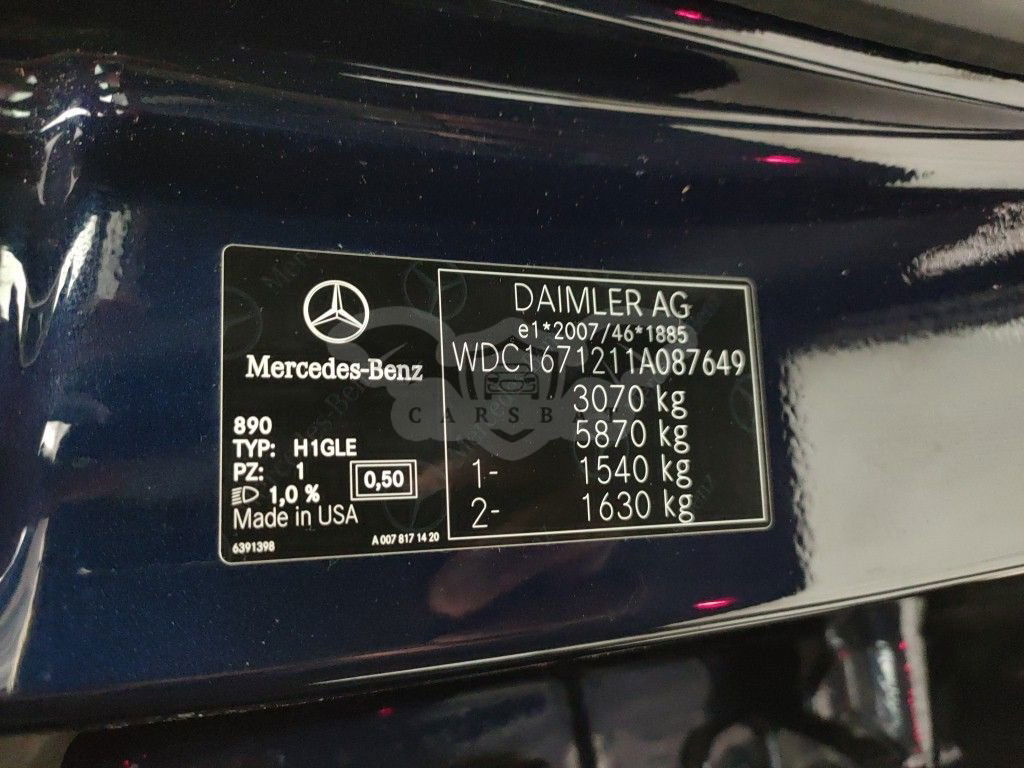 Mercedes-Benz
890
TYP: H1GLE
PZ: 1
1,0 %
0,50
Made in USA
6391398
A 007 817 14 20
DAIMLER AG
e1*2007/46*1885
WDC1671211A087649
3070 kg
5870 kg
1- 1540 kg
2- 1630 kg
CARSBA